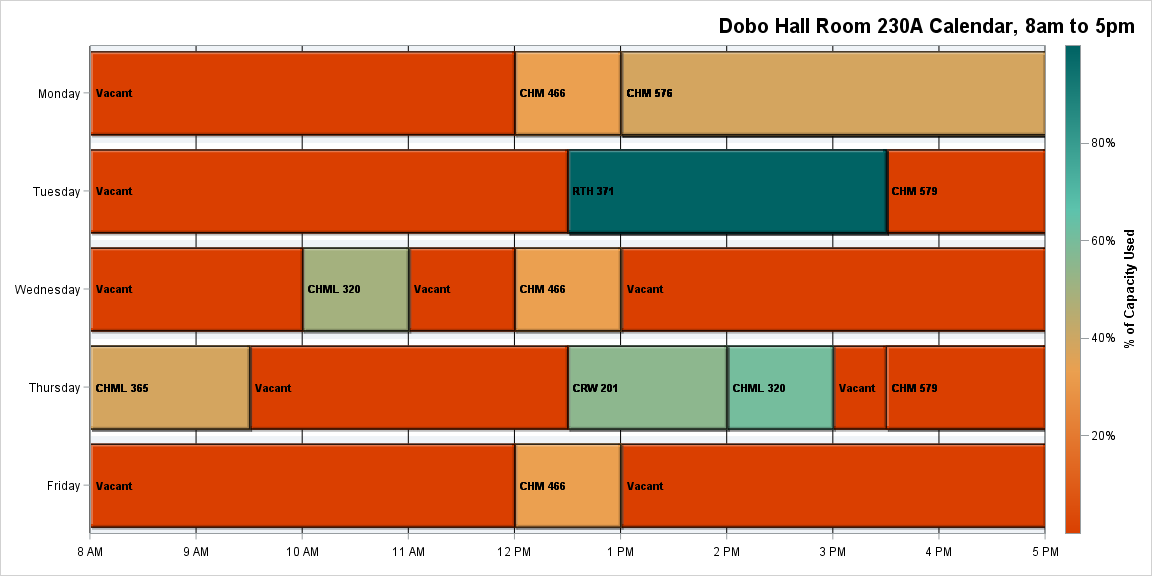 Dobo Hall Room 230A Calendar, 8am to 5pm
Monday
Vacant
CHM 466
CHM 576
Tuesday
Vacant
RTH 371
CHM 579
Wednesday
Vacant
CHML 320
Vacant
CHM 466
Vacant
Thursday
CHML 365
Vacant
CRW 201
CHML 320
Vacant
CHM 579
Friday
Vacant
CHM 466
Vacant
8 AM
9 AM
10 AM
11 AM
12 PM
1 PM
2 PM
3 PM
4 PM
5 PM
80%
60%
40%
20%
% of Capacity Used